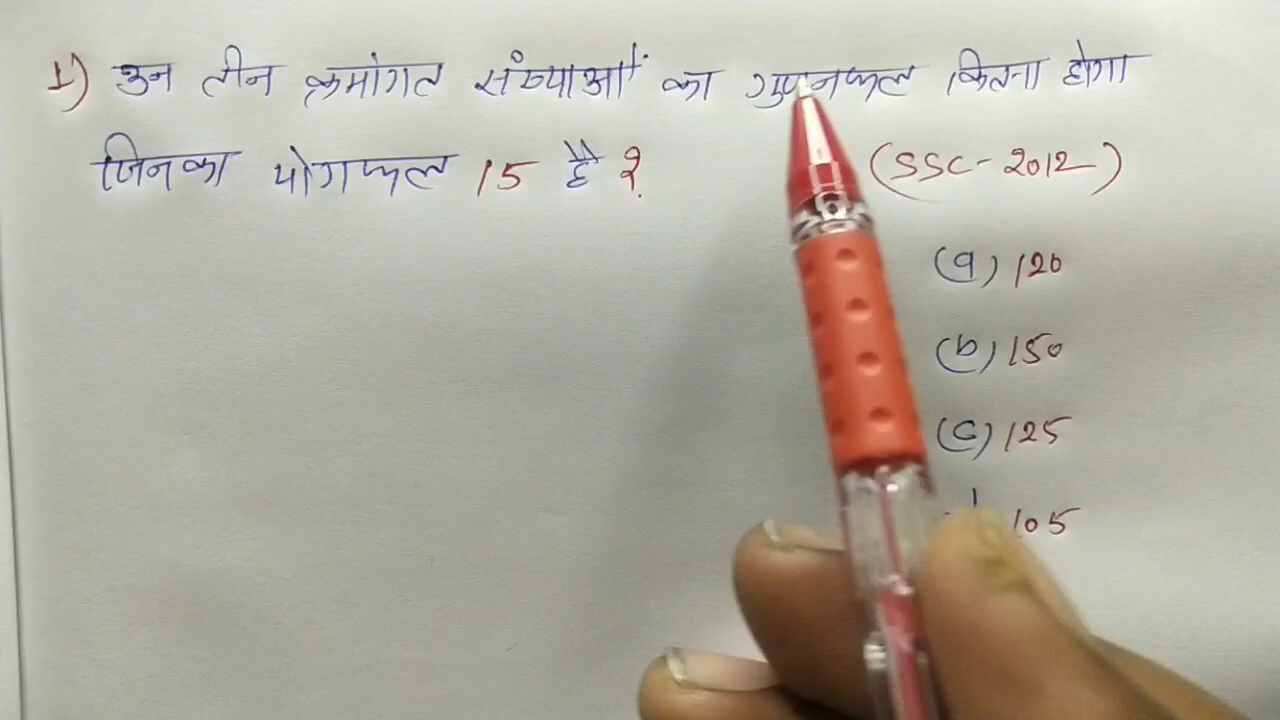 1) उन तीन क्रमांगत संख्याओं का गुणनफल कितना होगा
जिनका योगफल 15 है ?
(SSC-2012)
(a) 120
(b) 150
(c) 125
105